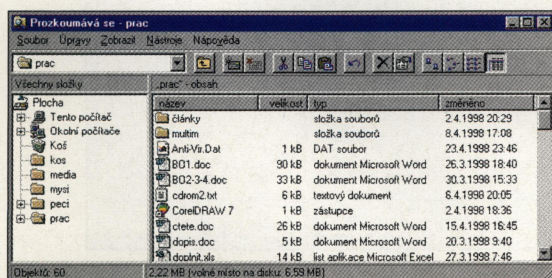 Prozkoumává se - prac
Soubor Úpravy Zobrazit Nástroje Nápověda
prac
Všechny složky „prac“ - obsah
Plocha
Tento počítač
Okolní počítače
Koš
kos
media
mysi
peci
prac
název velikost typ změněno
články složka souborů 2.4.1998 20:29
multim složka souborů 8.4.1998 17:08
Anti-Vir.Dat 1 kB DAT soubor 23.4.1998 23:46
BO1.doc 90 kB dokument Microsoft Word 26.3.1998 18:40
BO2-3-4.doc 33 kB dokument Microsoft Word 30.3.1998 15:33
cdrom2.txt 6 kB textový dokument 6.4.1998 20:05
CorelDRAW 7 1 kB zástupce 2.4.1998 18:36
ctete.doc 26 kB dokument Microsoft Word 15.4.1998 16:45
dopis.doc 5 kB dokument Microsoft Word 20.3.1998 9:40
doplnit.xls 14 kB list aplikace Microsoft Excel 27.3.1998 7:46
Objektů: 60 2,22 MB (volné místo na disku: 6,59 MB)